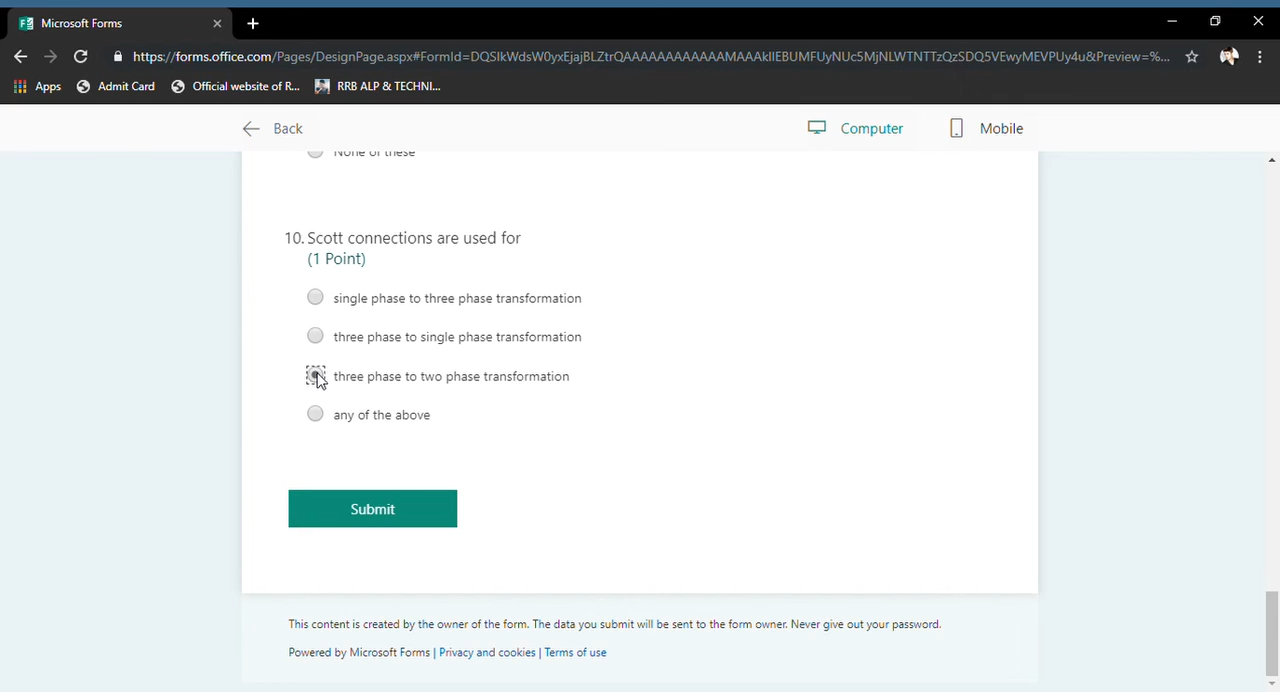 Microsoft Forms
https://forms.office.com/Pages/DesignPage.aspx#FormId=DQSIkWdsW0yxEjajBLZtrQAAAAAAAAAAAAMAAkIIEBUMFUyNUc5MjNLWTNTTzQzSDQ5VEwyMEVPUy4u&Preview=%...
Apps Admit Card Official website of R... RRB ALP & TECHNI...
Back Computer Mobile
None of these
10. Scott connections are used for
(1 Point)
single phase to three phase transformation
three phase to single phase transformation
three phase to two phase transformation
any of the above
Submit
This content is created by the owner of the form. The data you submit will be sent to the form owner. Never give out your password.
Powered by Microsoft Forms | Privacy and cookies | Terms of use